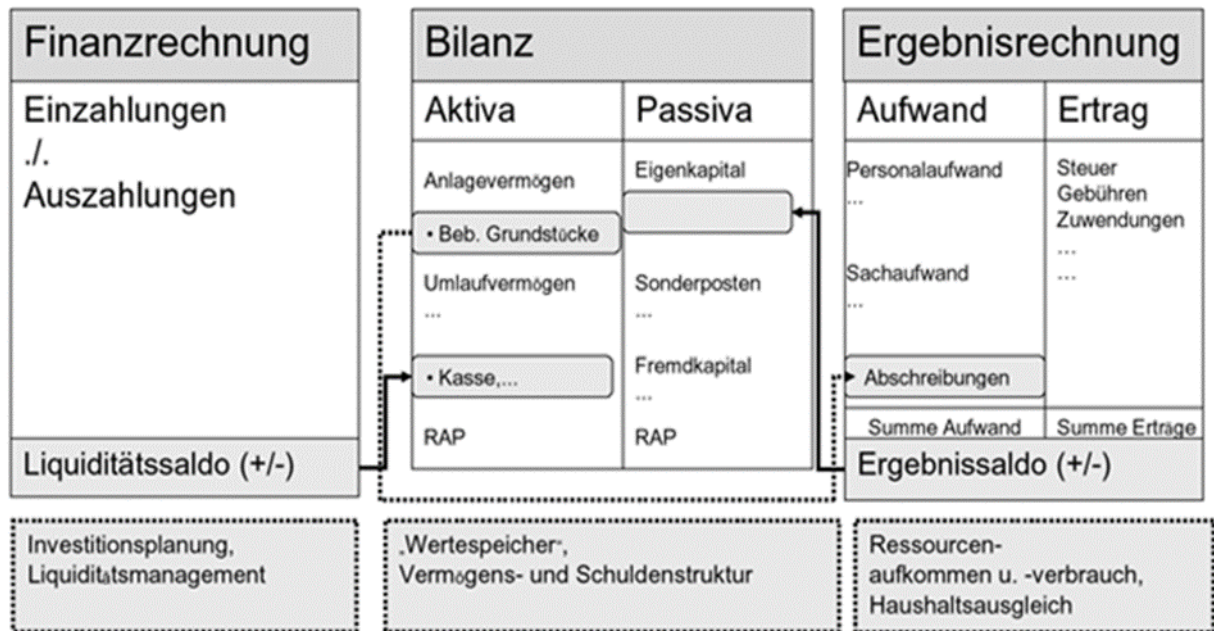 Finanzrechnung
Einzahlungen
./.
Auszahlungen
Liquiditätssaldo (+/-)
Investitionsplanung,
Liquiditätsmanagement
Bilanz
Aktiva
Anlagevermögen
• Beb. Grundstücke
Umlaufvermögen
...
• Kasse,...
RAP
Passiva
Eigenkapital
Sonderposten
...
Fremdkapital
...
RAP
„Wertespeicher“,
Vermögens- und Schuldenstruktur
Ergebnisrechnung
Aufwand
Personalaufwand
...
Sachaufwand
...
Abschreibungen
Summe Aufwand
Ertrag
Steuer
Gebühren
Zuwendungen
...
...
Summe Erträge
Ergebnissaldo (+/-)
Ressourcen-
aufkommen u. -verbrauch,
Haushaltsausgleich